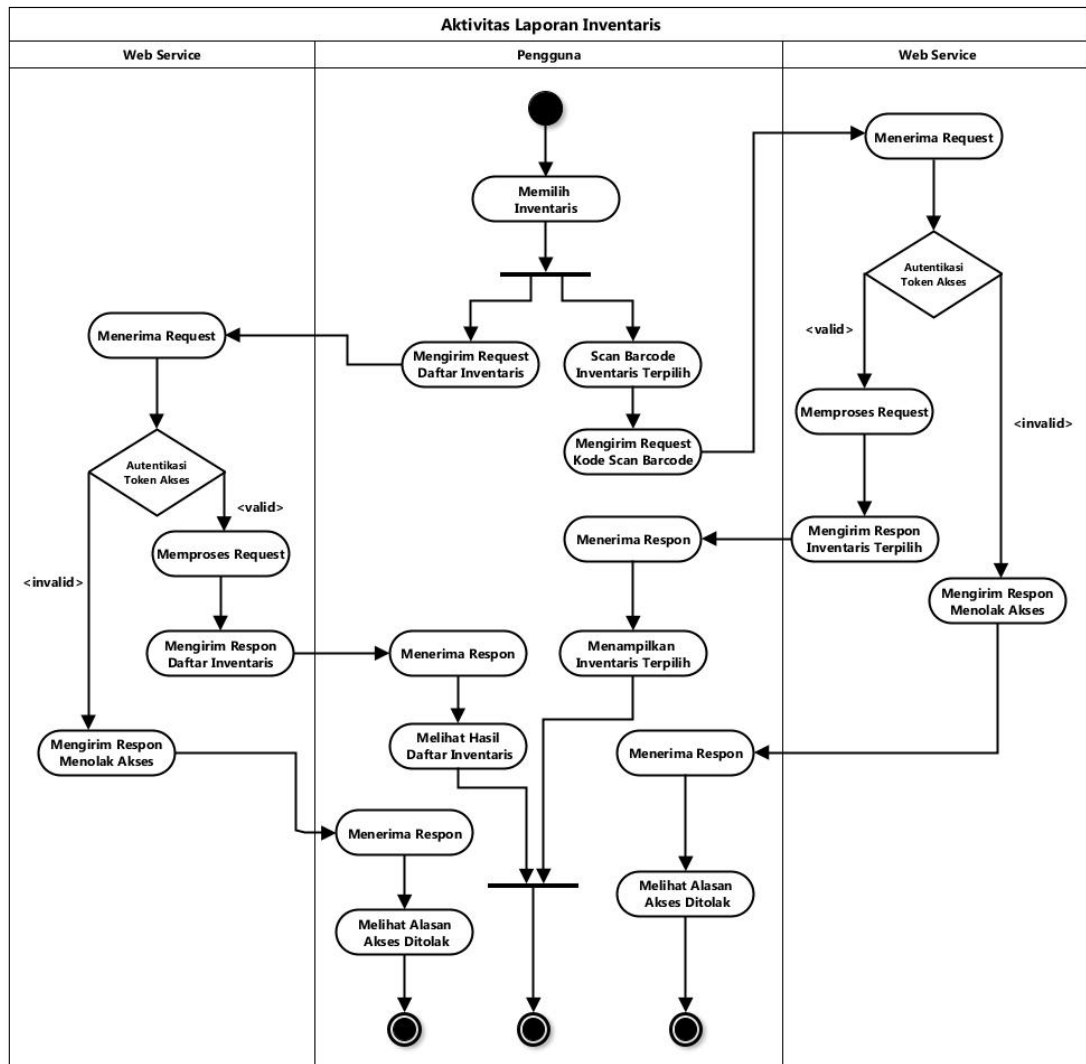 Aktivitas Laporan Inventaris
Web Service
Pengguna
Web Service
Menerima Request
Memilih
Inventaris
Autentikasi
Token Akses
<valid>
Menerima Request
Mengirim Request
Daftar Inventaris
Scan Barcode
Inventaris Terpilih
Memproses Request
<invalid>
Mengirim Request
Kode Scan Barcode
Autentikasi
Token Akses
<valid>
Memproses Request
<invalid>
Menerima Respon
Mengirim Respon
Inventaris Terpilih
Mengirim Respon
Menolak Akses
Mengirim Respon
Daftar Inventaris
Menerima Respon
Menampilkan
Inventaris Terpilih
Mengirim Respon
Menolak Akses
Melihat Hasil
Daftar Inventaris
Menerima Respon
Menerima Respon
Melihat Alasan
Akses Ditolak
Melihat Alasan
Akses Ditolak